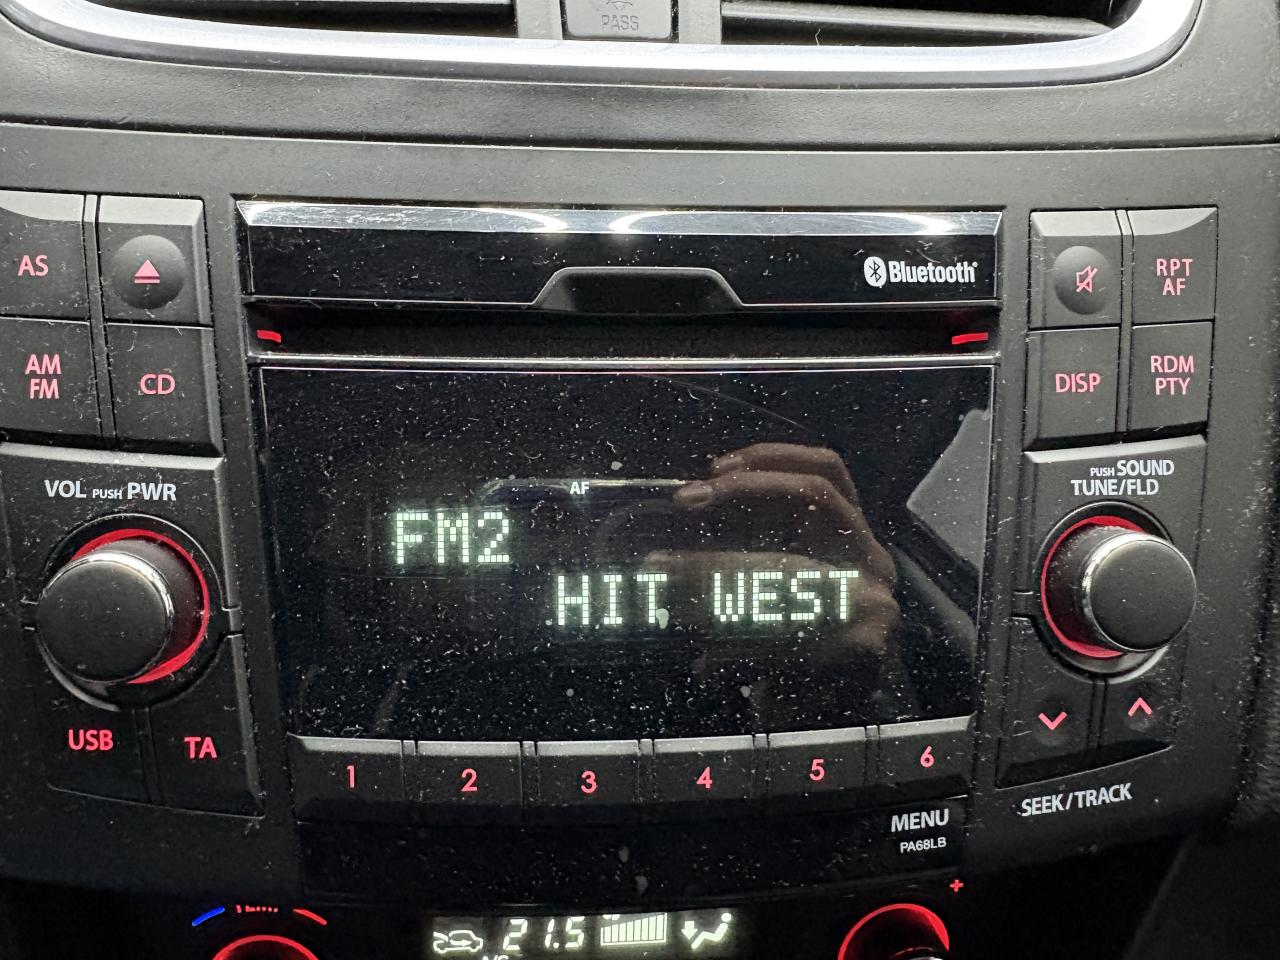 PASS
Bluetooth
AS
RPT
AF
AM
FM
CD
DISP
RDM
PTY
VOL PUSH PWR
PUSH SOUND
TUNE/FLD
AF
FM2
HIT WEST
USB
TA
1
2
3
4
5
6
SEEK/TRACK
MENU
PA68LB
21.5